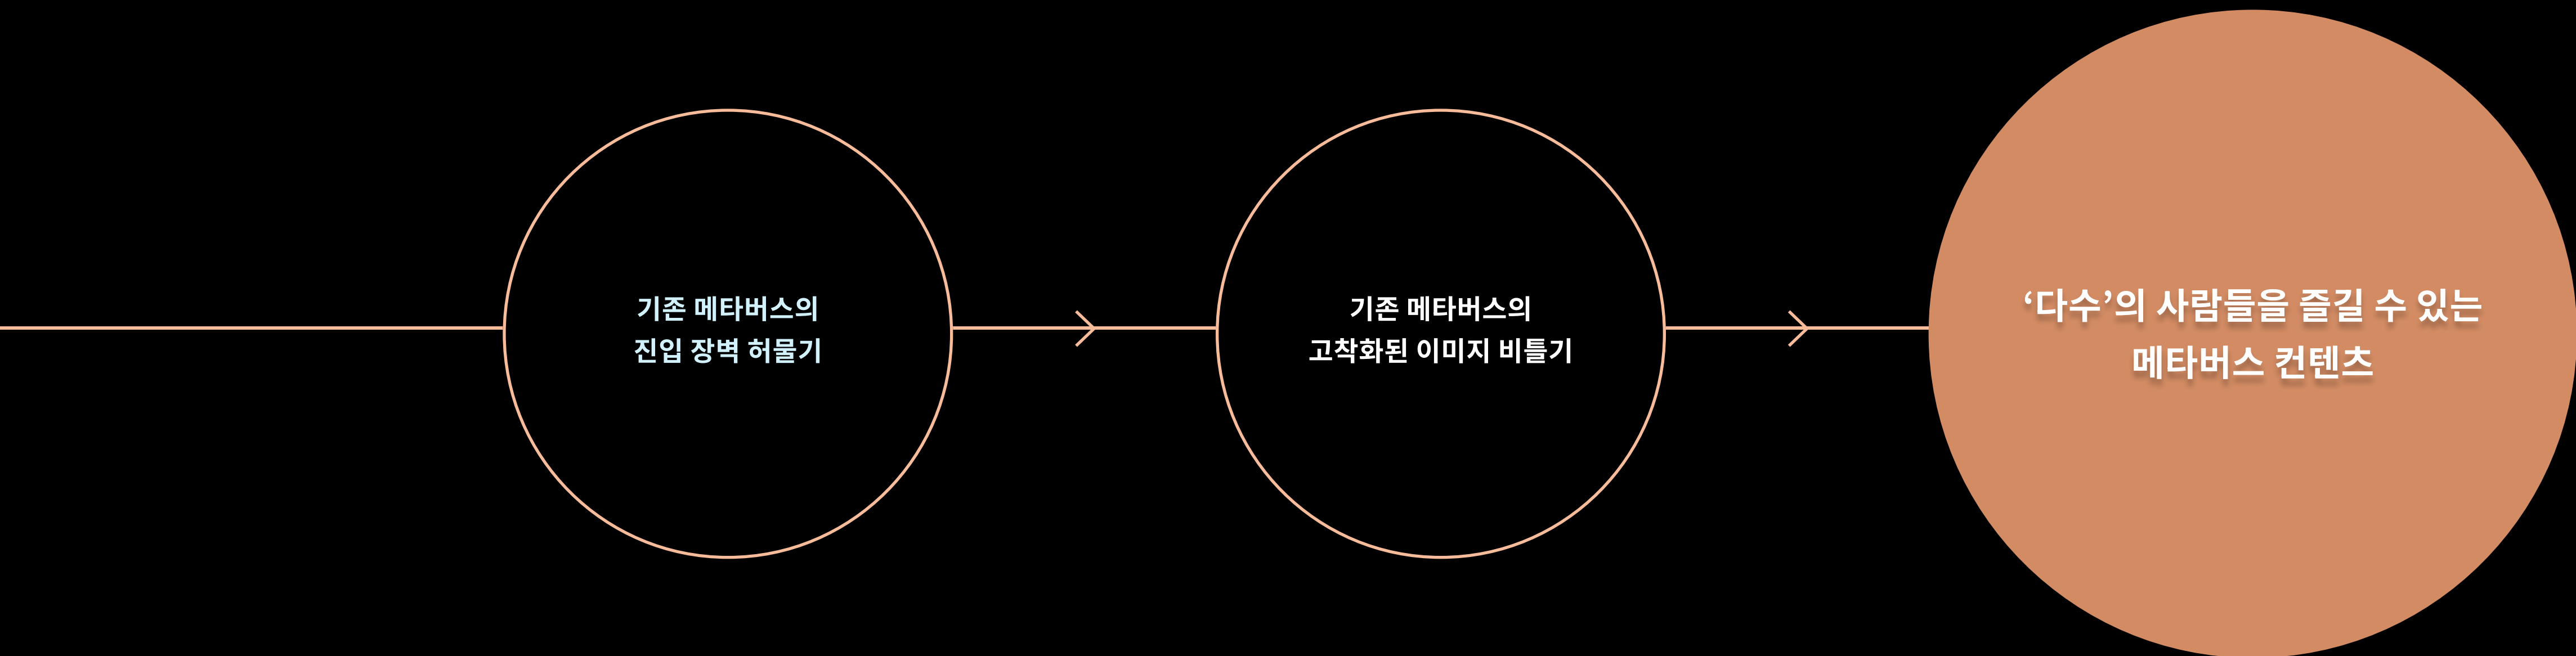 기존 메타버스의
진입 장벽 허물기
기존 메타버스의
고착화된 이미지 비틀기
‘다수’의 사람들을 즐길 수 있는
메타버스 컨텐츠